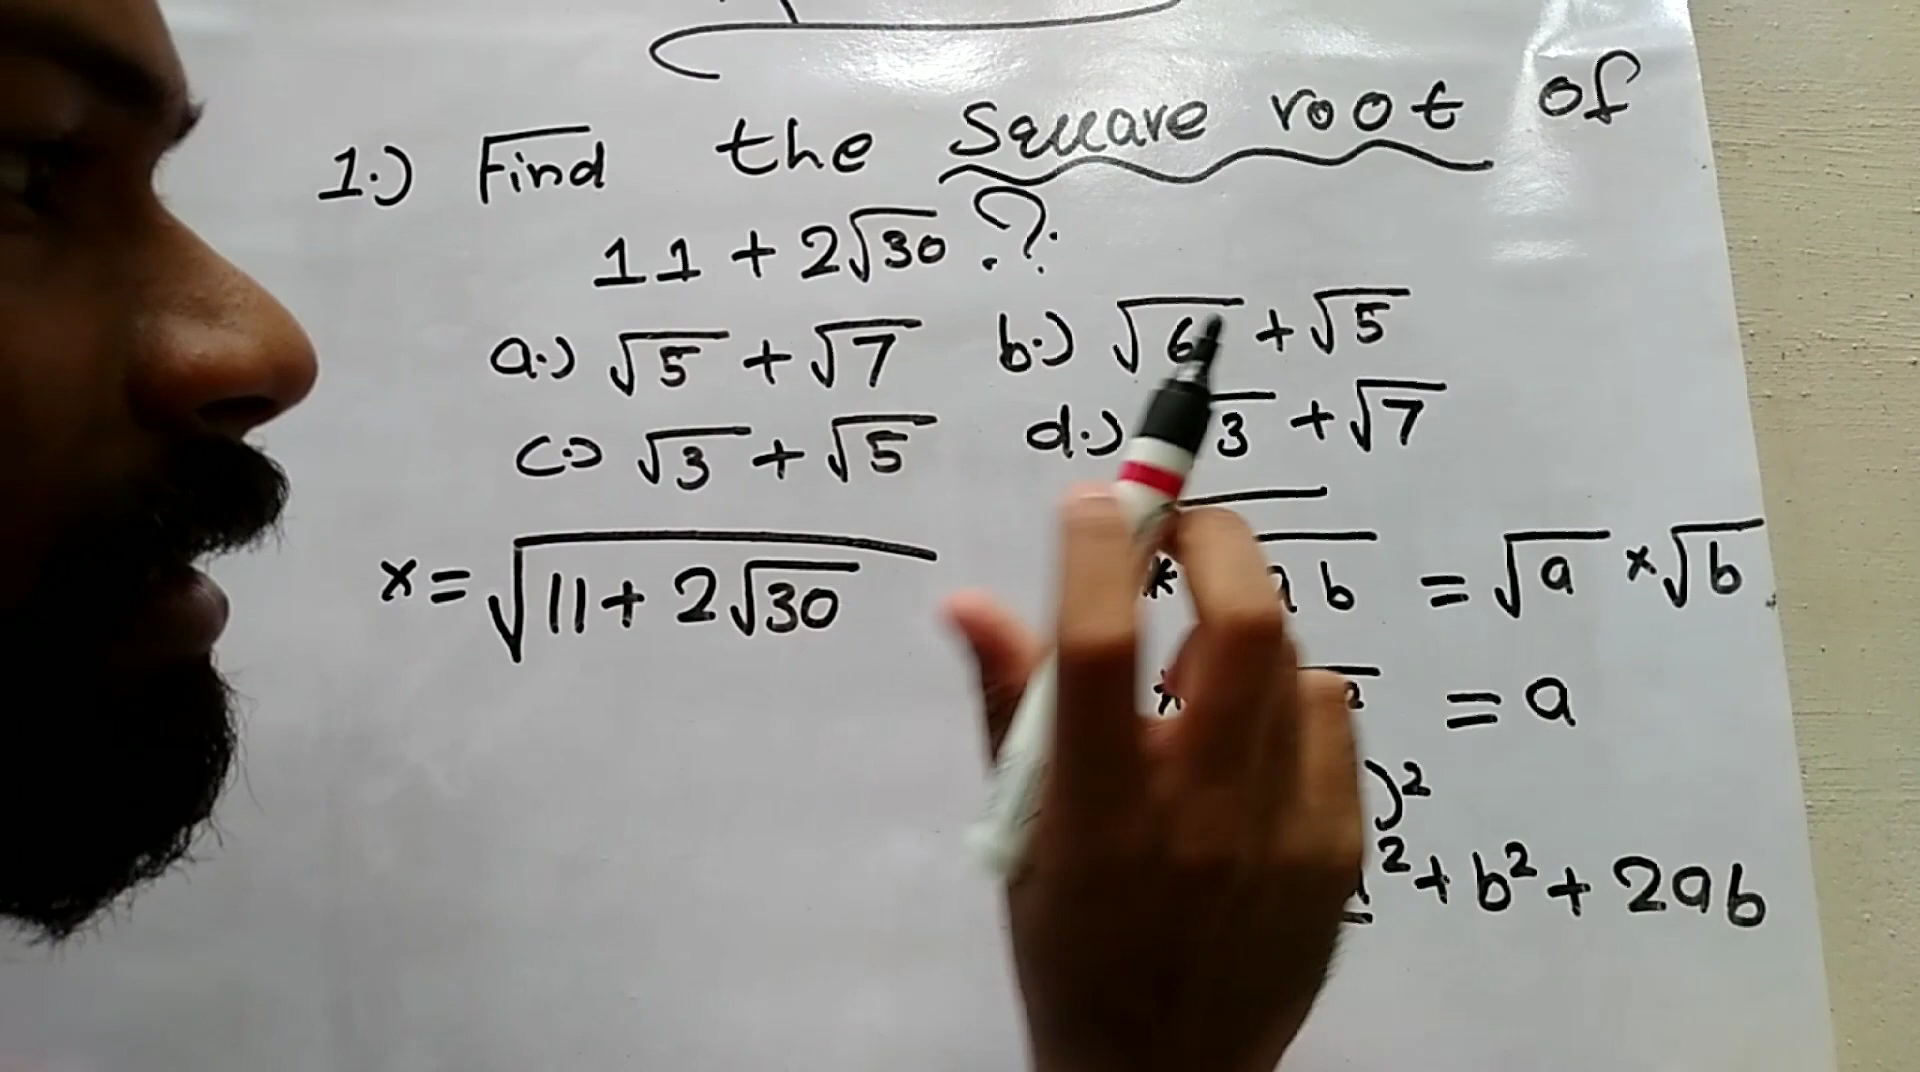 1.) Find the Square root of
11 + 2√30 ?
a.) √5 + √7 b.) √6 + √5
c.) √3 + √5 d.) 3 + √7
x = √11 + 2√30
* b = √a × √b
* = a
)²
² + b² + 2ab